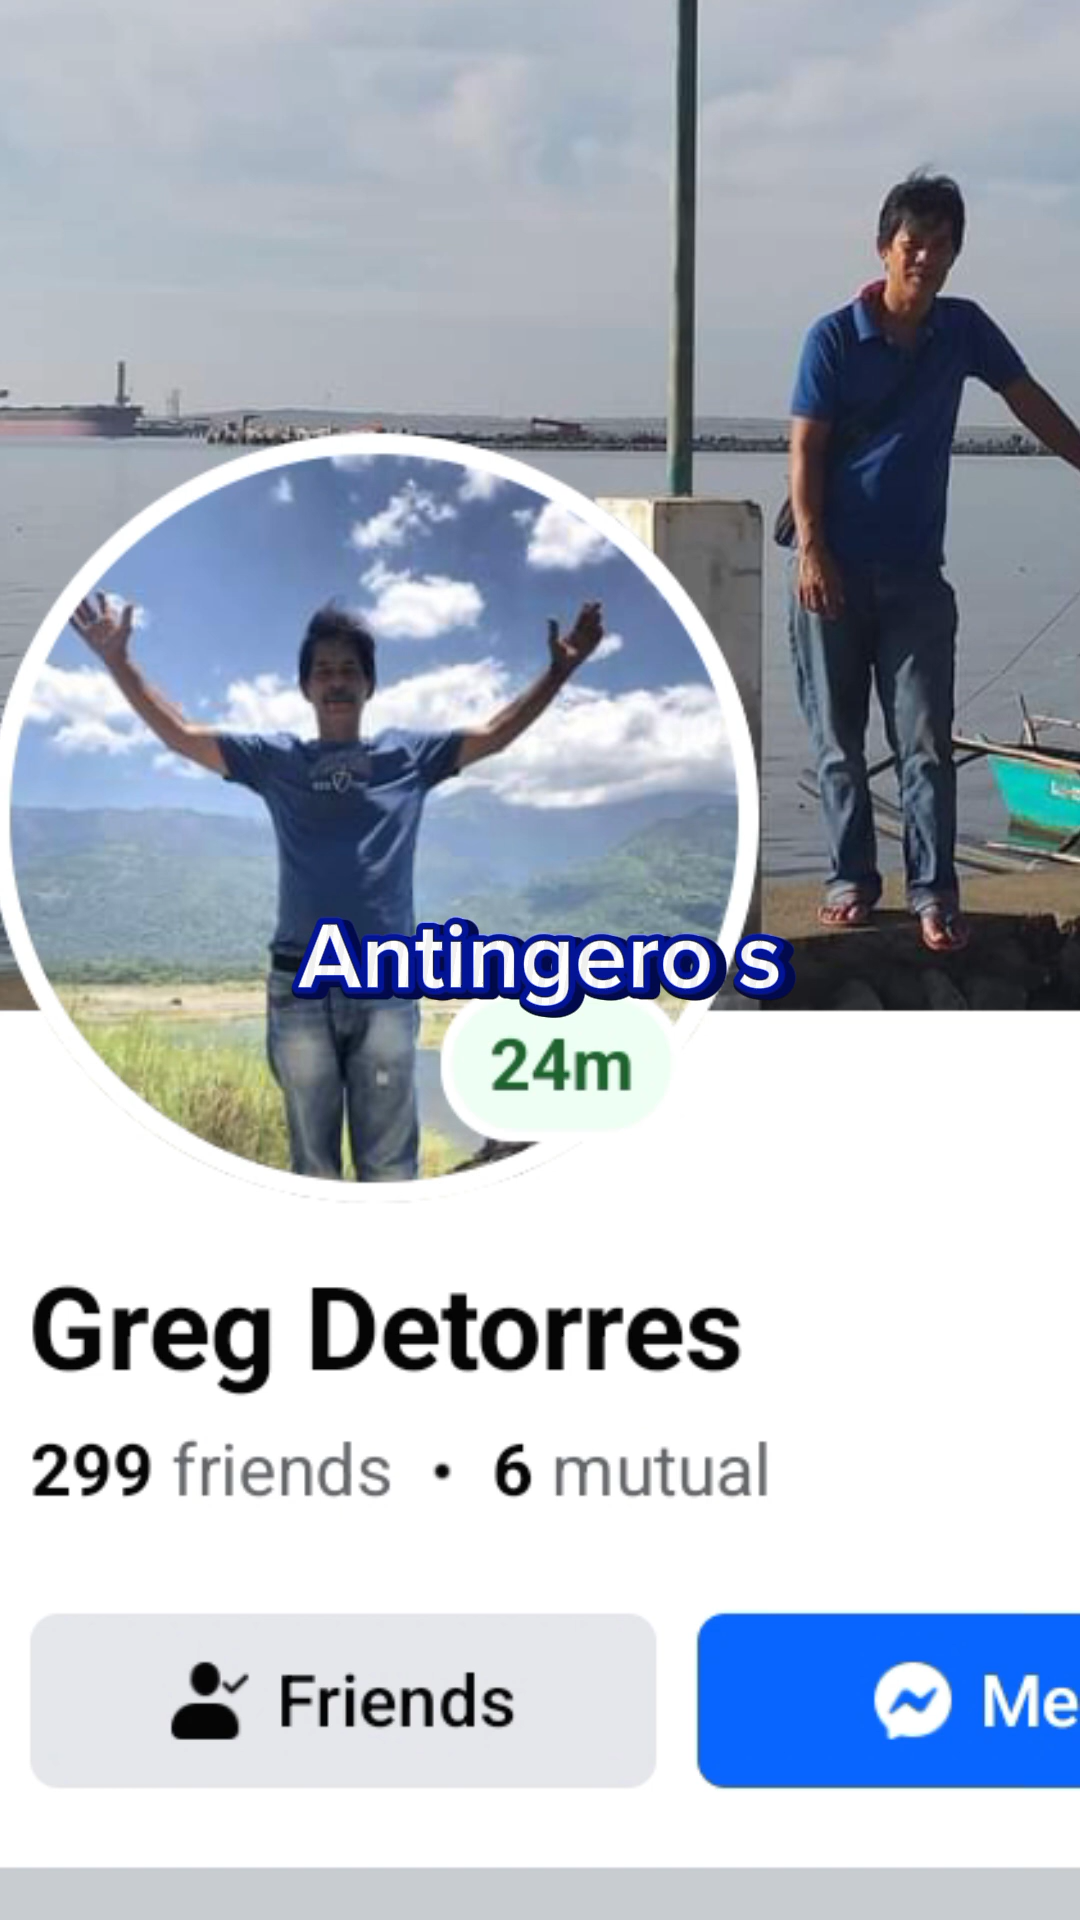 Antingero s
24m
Greg Detorres
299 friends • 6 mutual
Friends
Me